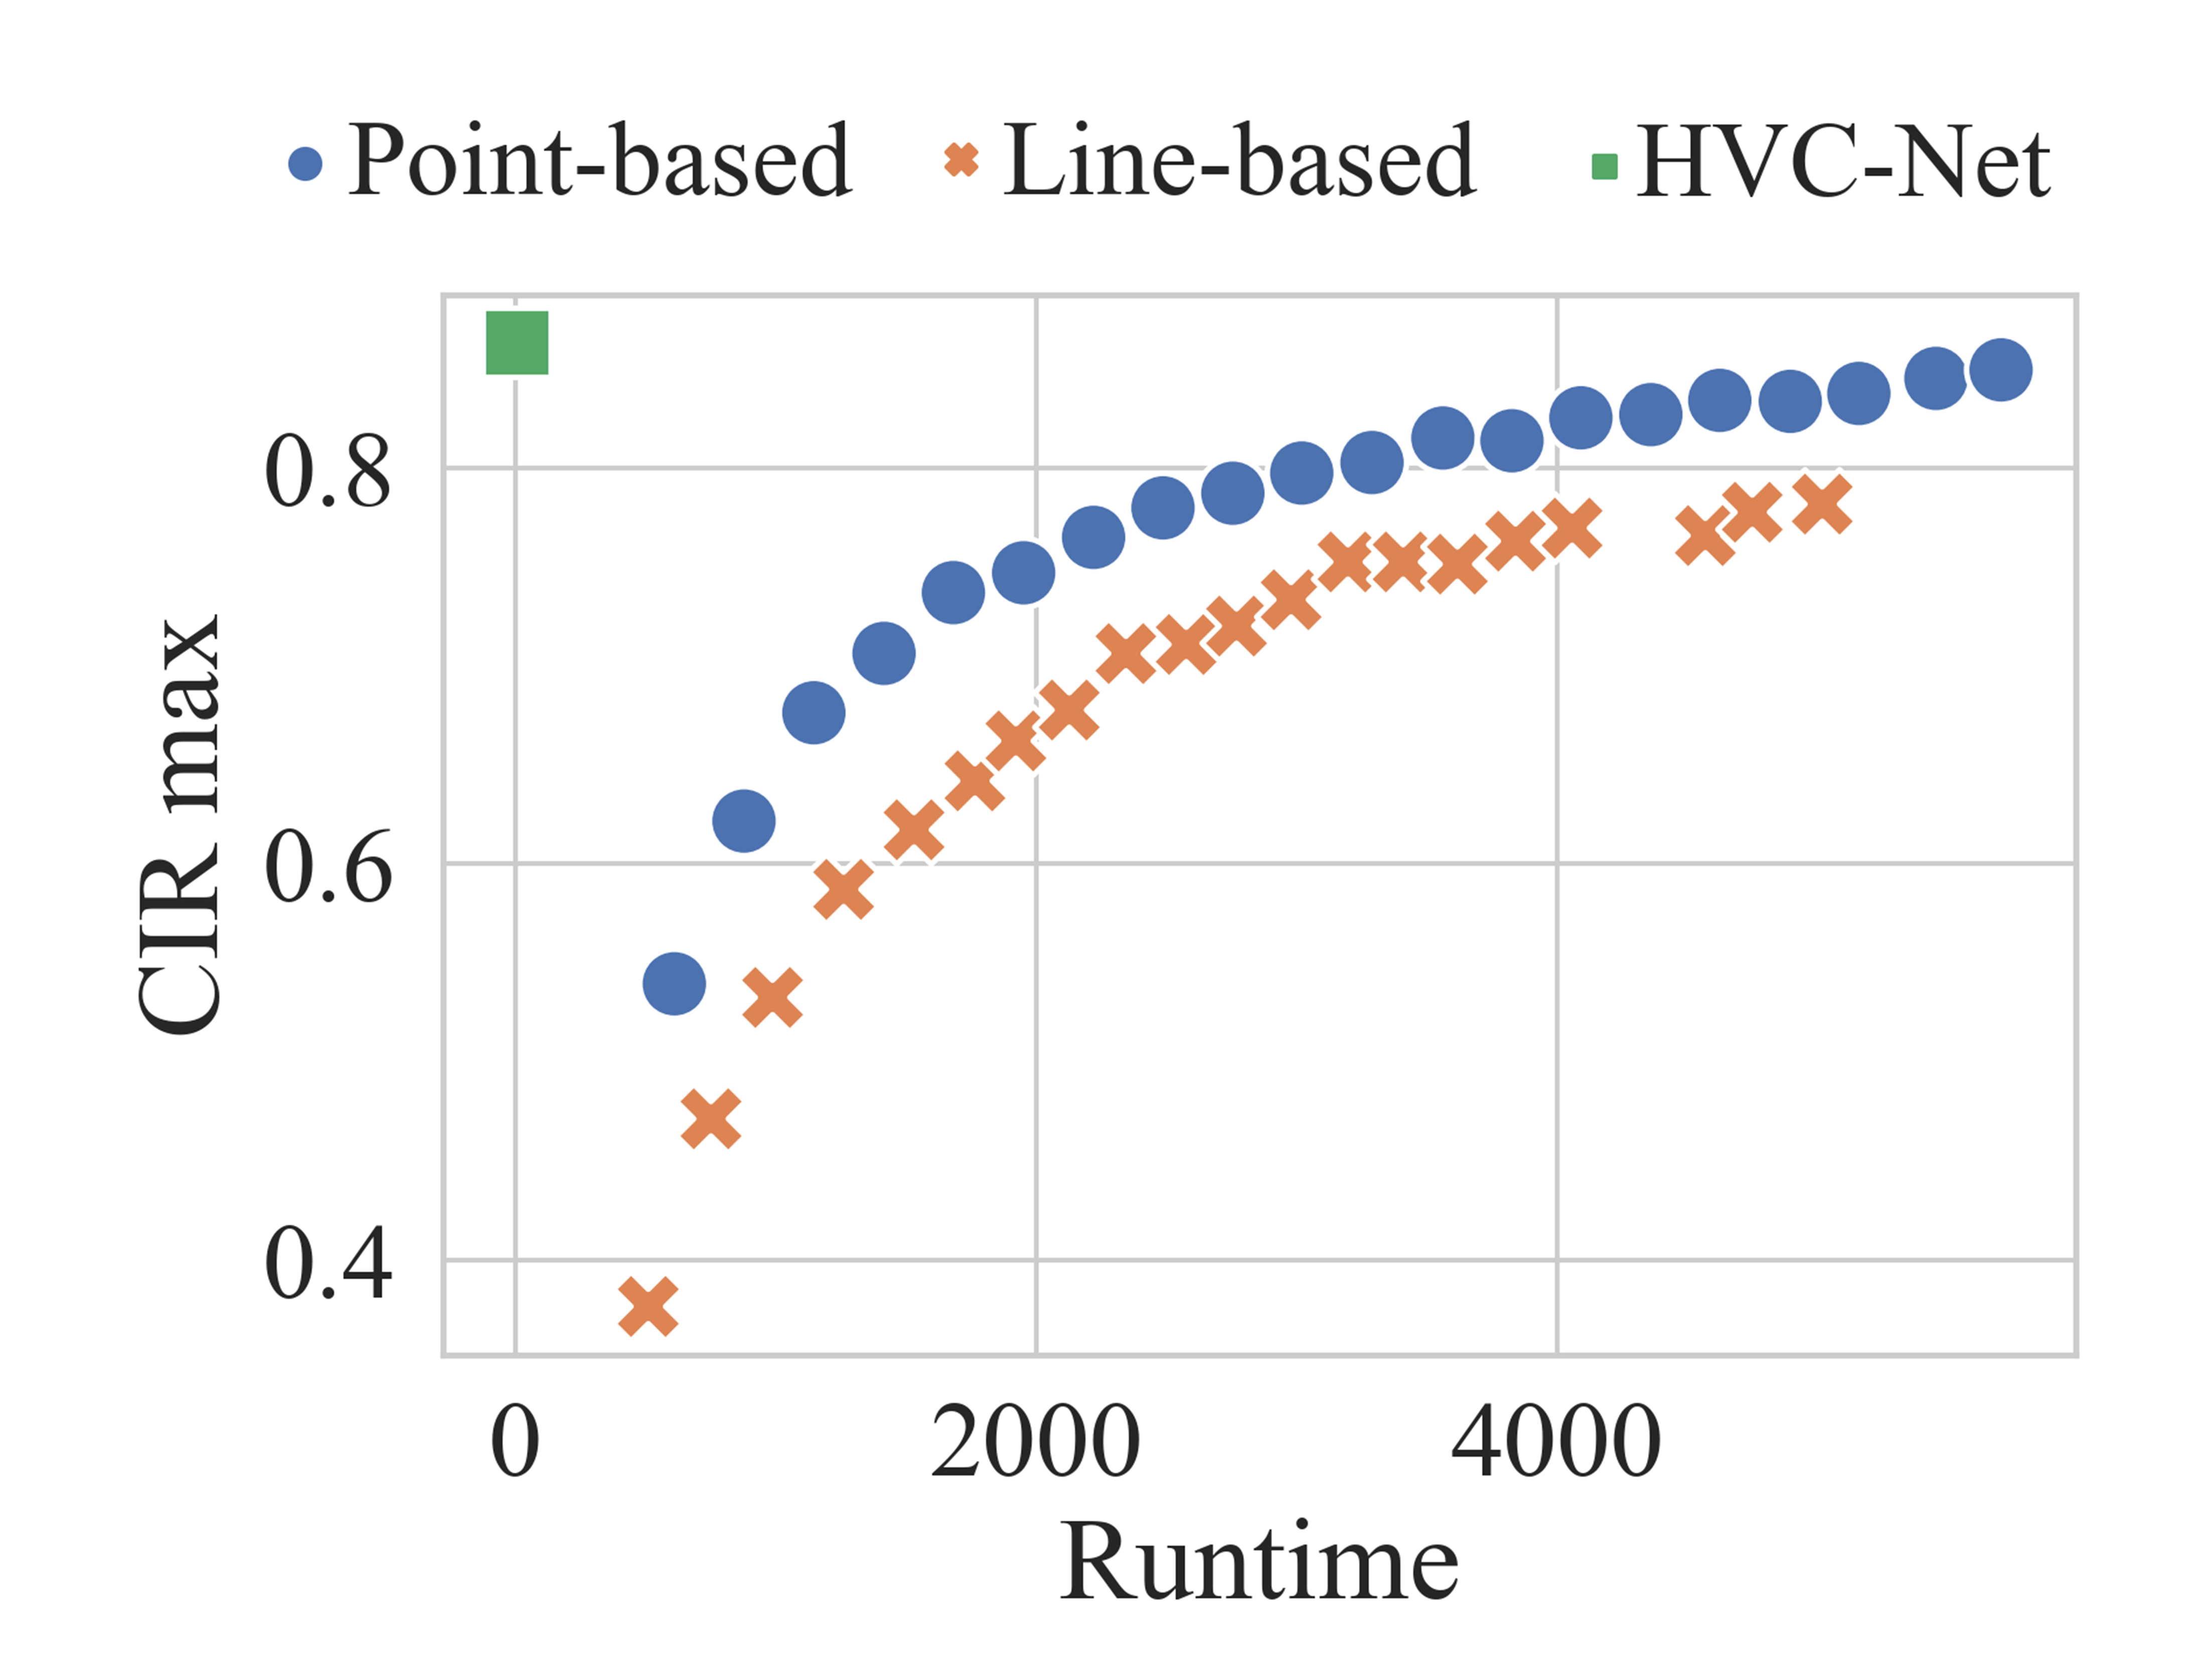 Point-based Line-based HVC-Net
CIR max
0.8
0.6
0.4
0 2000 4000
Runtime